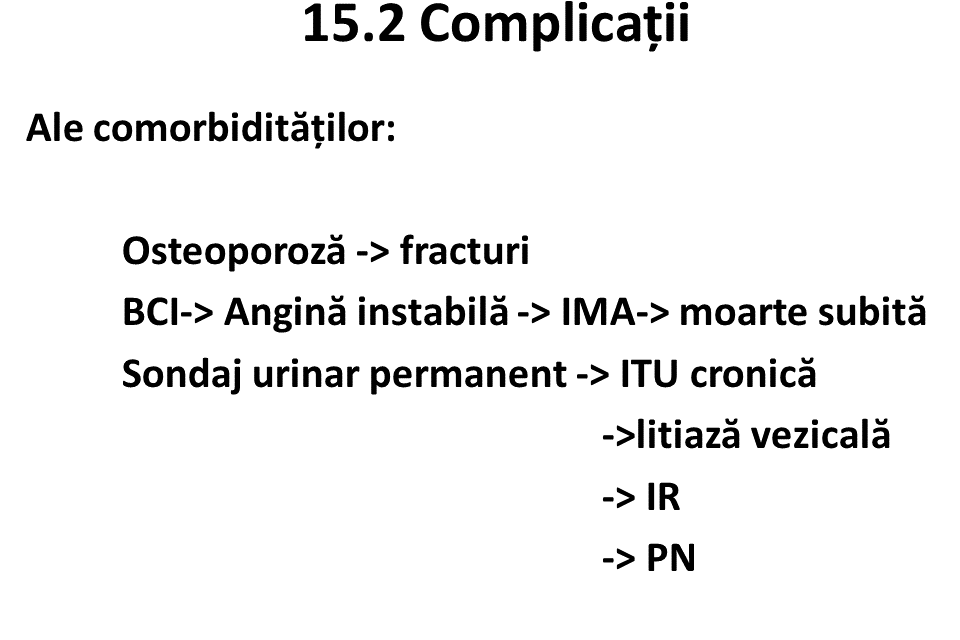 15.2 Complicații
Ale comorbidităților:
Osteoporoză -> fracturi
BCI-> Angină instabilă -> IMA-> moarte subită
Sondaj urinar permanent -> ITU cronică
->litiază vezicală
-> IR
-> PN